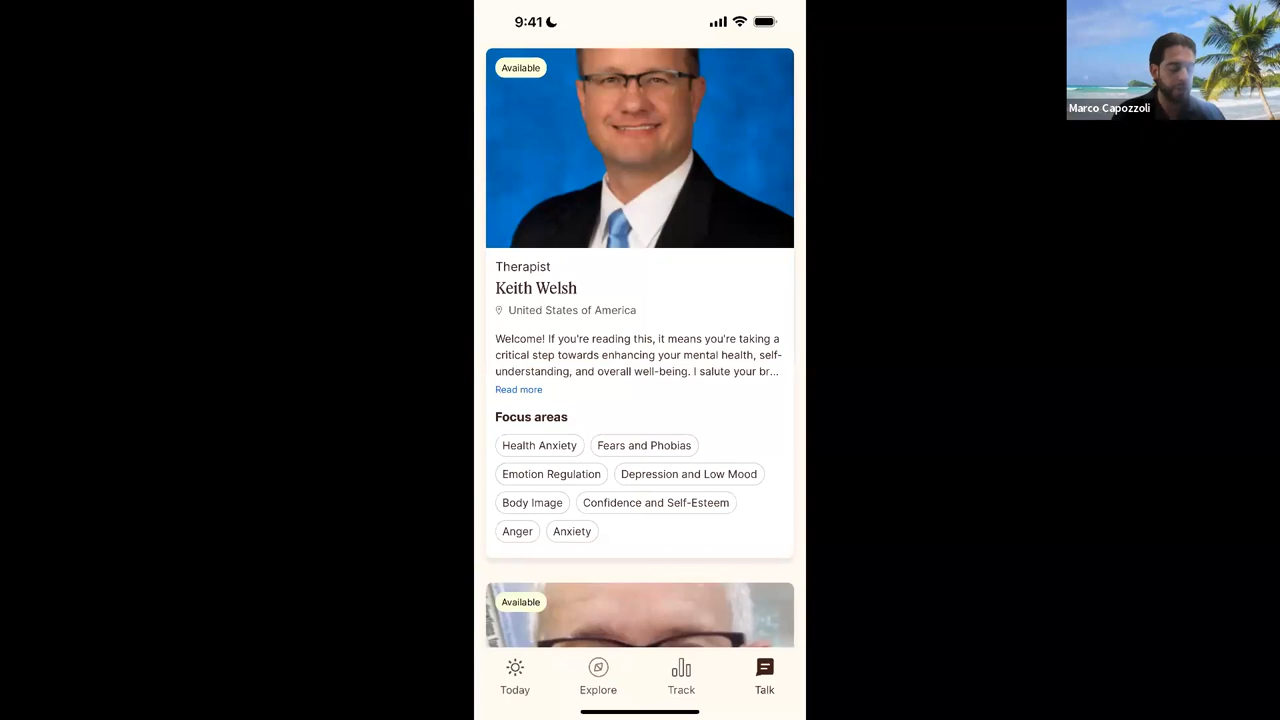 9:41
Available
Marco Capozzoli
Therapist
Keith Welsh
United States of America
Welcome! If you're reading this, it means you're taking a
critical step towards enhancing your mental health, self-
understanding, and overall well-being. I salute your br...
Read more
Focus areas
Health Anxiety
Fears and Phobias
Emotion Regulation
Depression and Low Mood
Body Image
Confidence and Self-Esteem
Anger
Anxiety
Available
Today
Explore
Track
Talk